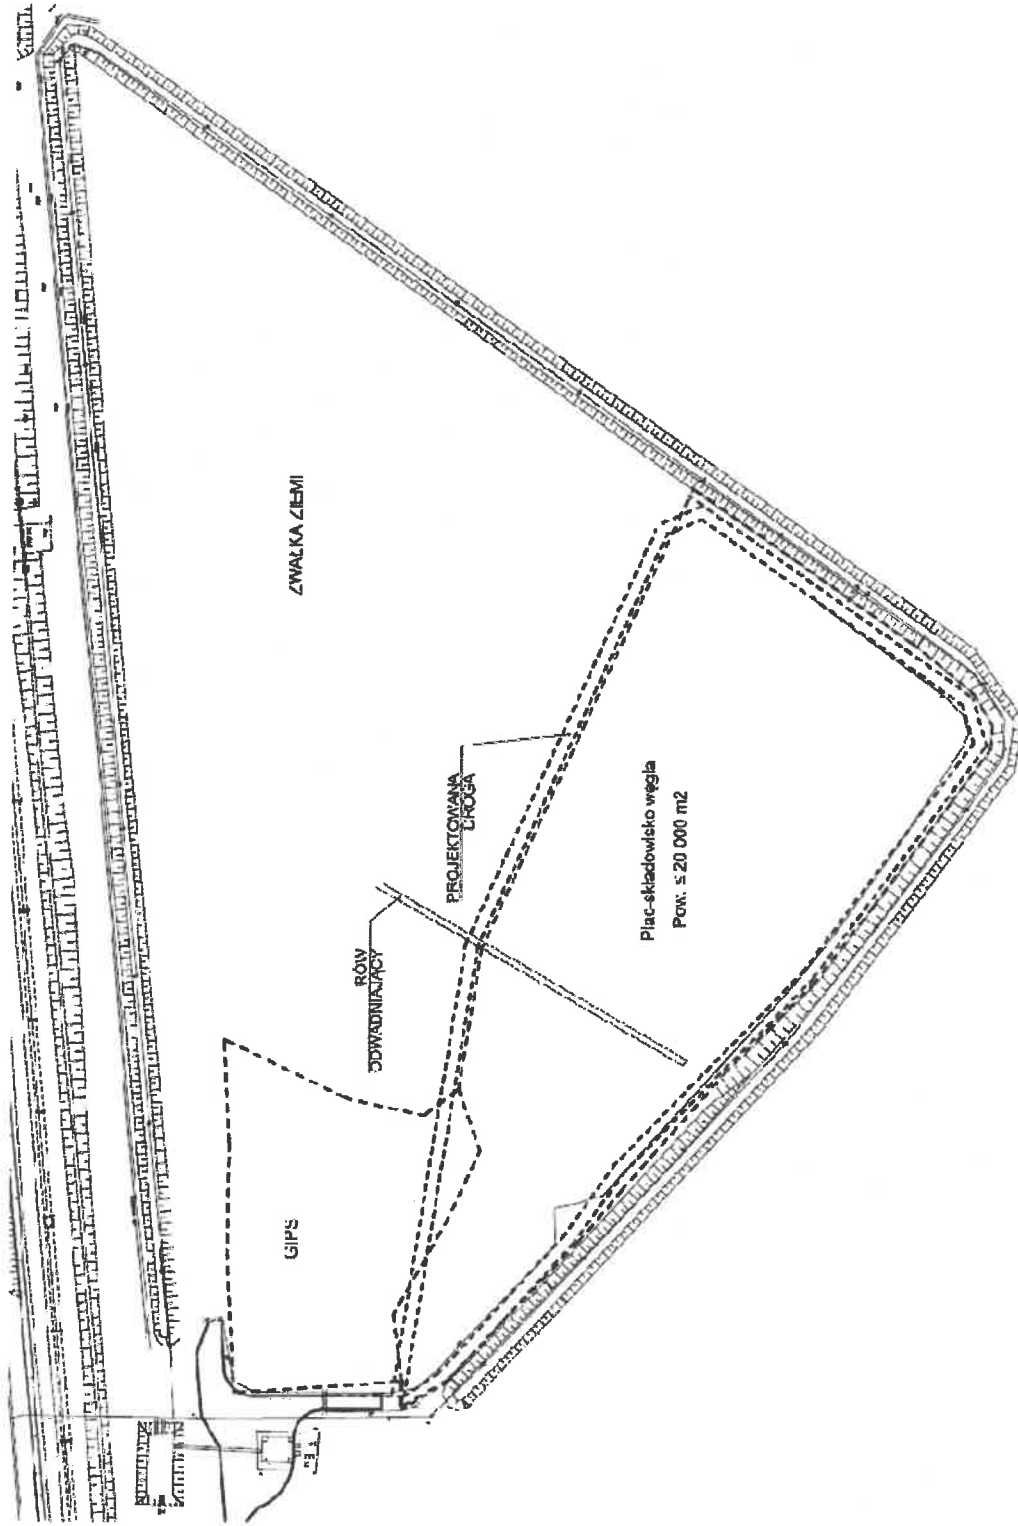 ZWAŁKA ZIEMI
PROJEKTOWANA
DROGA
RÓW
ODWADNIAJĄCY
Plac-składowisko węgla
Pow. ≤ 20 000 m2
GIPS